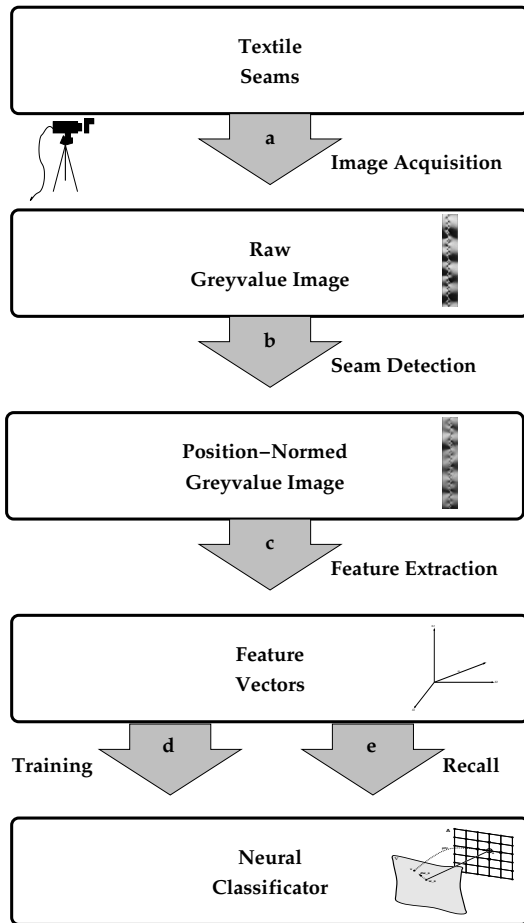 Textile
Seams
a
Image Acquisition
Raw
Greyvalue Image
b
Seam Detection
Position−Normed
Greyvalue Image
c
Feature Extraction
Feature
Vectors
d
e
Training
Recall
Neural
Classificator